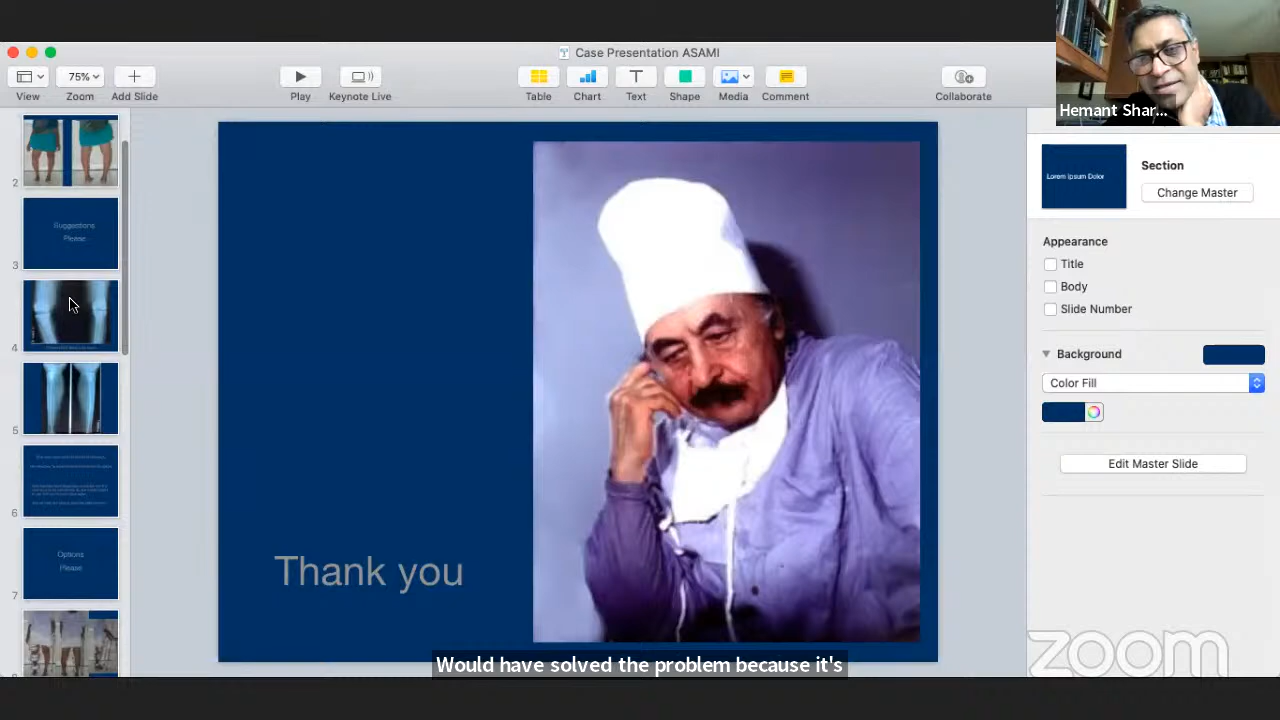 Case Presentation ASAMI
View
75%
Zoom
Add Slide
Play
Keynote Live
Table
Chart
Text
Shape
Media
Comment
Collaborate
Hemant Shar...
Lorem Ipsum Dolor
Section
Change Master
Appearance
Title
Body
Slide Number
Background
Color Fill
Edit Master Slide
2
Suggestions
Please
3
4
5
6
Options
Please
7
Thank you
Would have solved the problem because it's
zoom